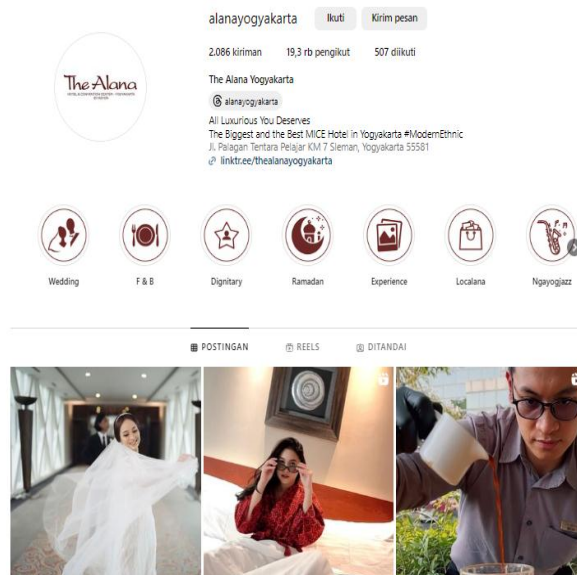 alanayogyakarta Ikuti Kirim pesan
2.086 kiriman 19,3 rb pengikut 507 diikuti
The Alana
The Alana Yogyakarta
alanayogyakarta
All Luxurious You Deserves
The Biggest and the Best MICE Hotel in Yogyakarta #ModernEthnic
Jl. Palagan Tentara Pelajar KM 7 Sleman, Yogyakarta 55581
linktr.ee/thealanayogyakarta
Wedding F & B Dignitary Ramadan Experience Localana Ngayogjazz
POSTINGAN REELS DITANDAI